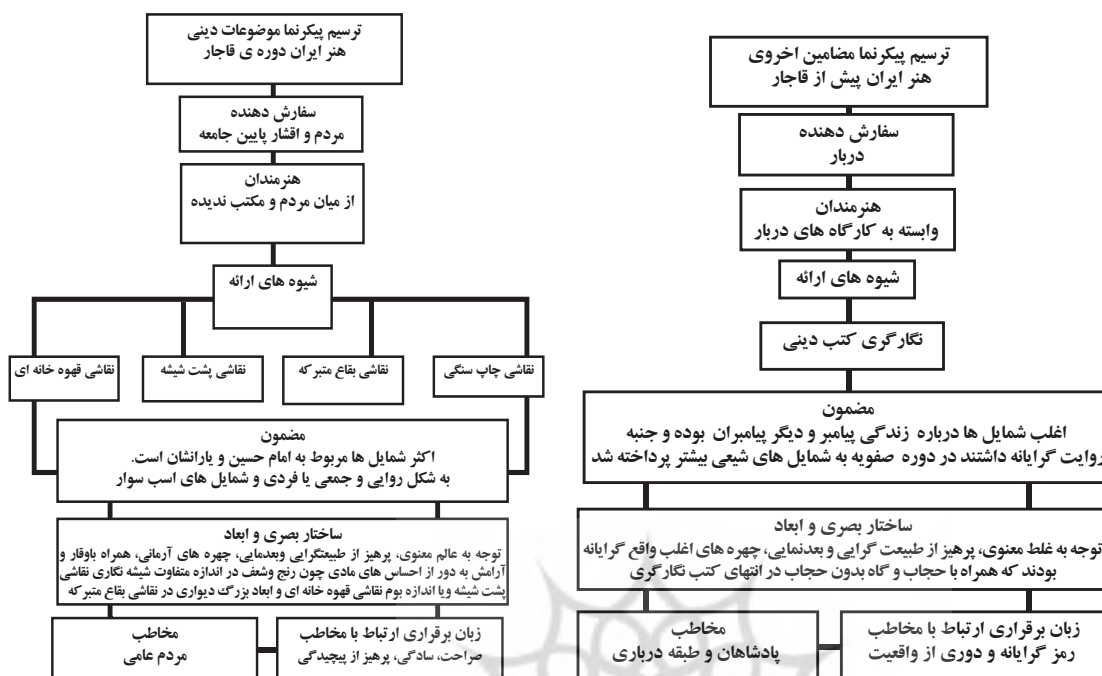 ترسیم پیکرنما مضامین اخروی
هنر ایران پیش از قاجار
سفارش دهنده
دربار
هنرمندان
وابسته به کارگاه های دربار
شیوه های ارائه
نگارگری کتب دینی
مضمون
اغلب شمایل ها درباره زندگی پیامبر و دیگر پیامبران بوده و جنبه
روایت گرایانه داشتند در دوره صفویه به شمایل های شیعی بیشتر پرداخته شد
ساختار بصری و ابعاد
توجه به غلط معنوی، پرهیز از طبیعت گرایی و بعدنمایی، چهره های اغلب واقع گرایانه
بودند که همراه با حجاب و گاه بدون حجاب در انتهای کتب نگارگری
زبان برقراری ارتباط با مخاطب
رمز گرایانه و دوری از واقعیت
مخاطب
پادشاهان و طبقه درباری
ترسیم پیکرنما موضوعات دینی
هنر ایران دوره ی قاجار
سفارش دهنده
مردم و اقشار پایین جامعه
هنرمندان
از میان مردم و مکتب ندیده
شیوه های ارائه
نقاشی چاپ سنگی
نقاشی بقاع متبرکه
نقاشی پشت شیشه
نقاشی قهوه خانه ای
مضمون
اکثر شمایل ها مربوط به امام حسین و یارانشان است.
به شکل روایی و جمعی یا فردی و شمایل های اسب سوار
ساختار بصری و ابعاد
توجه به عالم معنوی، پرهیز از طبیعتگرایی وبعدمایی، چهره های آرمانی، همراه باوقار و
آرامش به دور از احساس های مادی چون رنج وشعف در اندازه متفاوت شیشه نگاری نقاشی
پشت شیشه ویا اندازه بوم نقاشی قهوه خانه ای و ابعاد بزرگ دیواری در نقاشی بقاع متبرکه
زبان برقراری ارتباط با مخاطب
صراحت، سادگی، پرهیز از پیچیدگی
مخاطب
مردم عامی